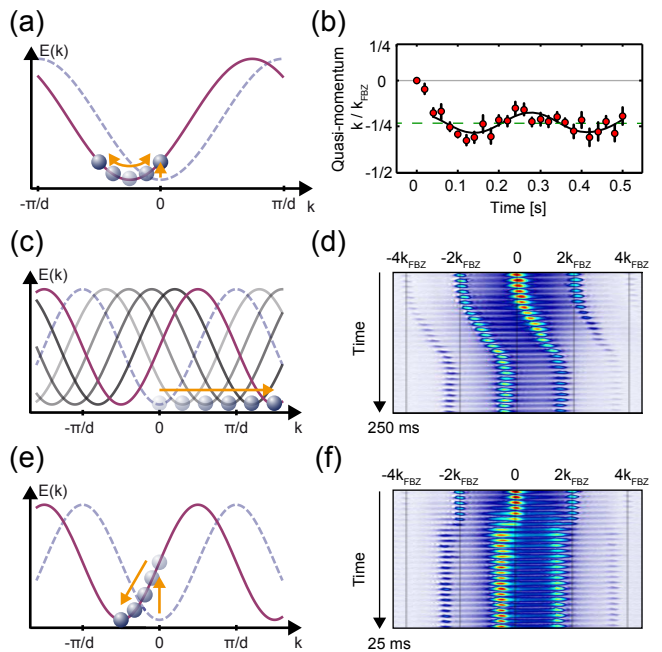 (a)
E(k)
-π/d
0
π/d
k
(b)
Quasi-momentum
k / k_FBZ
1/4
0
-1/4
-1/2
0
0.1
0.2
0.3
0.4
0.5
Time [s]
(c)
E(k)
-π/d
0
π/d
k
(d)
-4k_FBZ -2k_FBZ 0 2k_FBZ 4k_FBZ
Time
250 ms
(e)
E(k)
-π/d
0
π/d
k
(f)
-4k_FBZ -2k_FBZ 0 2k_FBZ 4k_FBZ
Time
25 ms